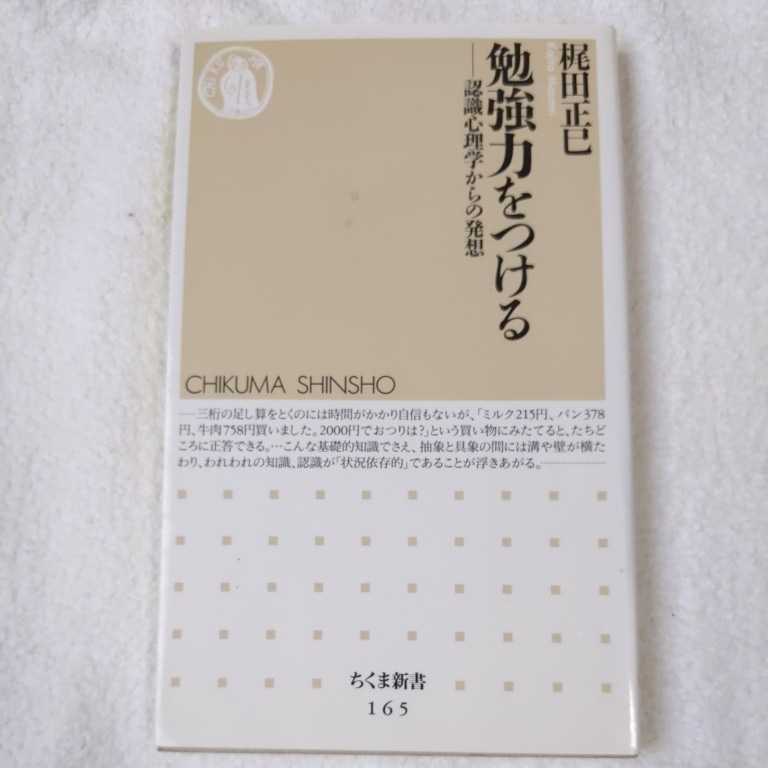 梶田正巳
勉強力をつける
──認識心理学からの発想
CHIKUMA SHINSHO
──三桁の足し算をとくのには時間がかかり自信もないが、「ミルク215円、パン378
円、牛肉758円買いました。2000円でおつりは？」という買い物にみたてると、たちど
ころに正答できる。…こんな基礎的知識でさえ、抽象と具象の間には溝や壁が横た
わり、われわれの知識、認識が「状況依存的」であることが浮きあがる。──
ちくま新書
165